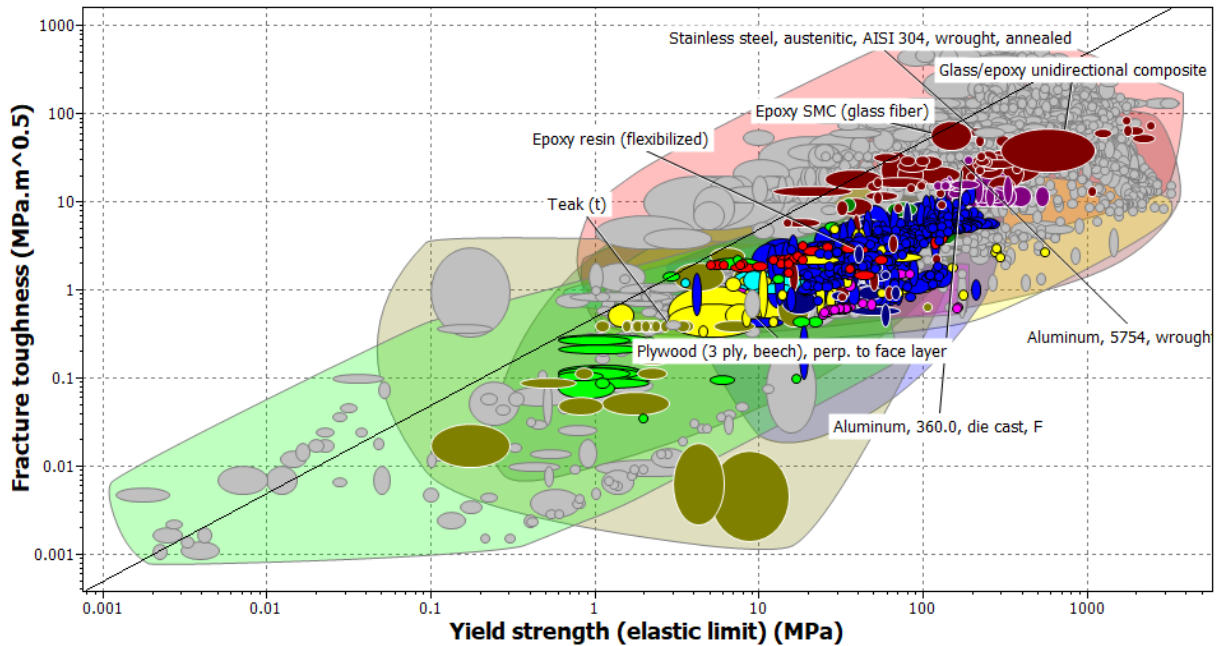 1000
100
10
1
0.1
0.01
0.001
Fracture toughness (MPa.m^0.5)
Stainless steel, austenitic, AISI 304, wrought, annealed
Glass/epoxy unidirectional composite
Epoxy SMC (glass fiber)
Epoxy resin (flexibilized)
Teak (t)
Aluminum, 5754, wrought
Plywood (3 ply, beech), perp. to face layer
Aluminum, 360.0, die cast, F
0.001
0.01
0.1
1
10
100
1000
Yield strength (elastic limit) (MPa)